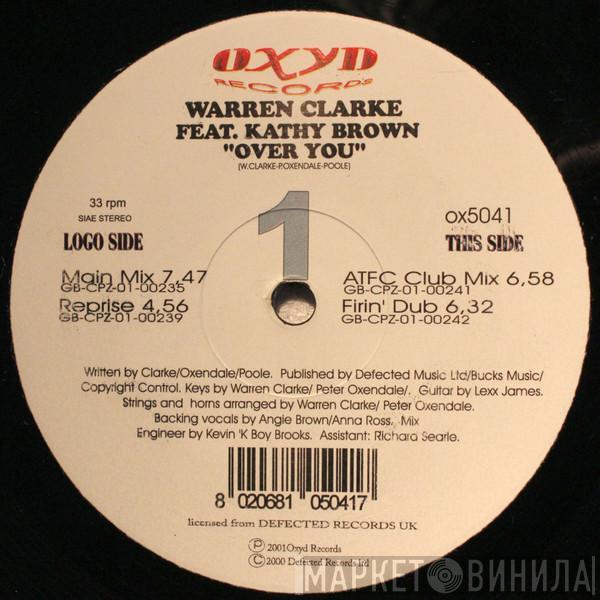 OXYD
RECORDS
WARREN CLARKE
FEAT. KATHY BROWN
"OVER YOU"
(W.CLARKE-P.OXENDALE-POOLE)
1
33 rpm
SIAE STEREO
LOGO SIDE
Main Mix 7,47
GB-CPZ-01-00235
Reprise 4,56
GB-CPZ-01-00239
ox5041
THIS SIDE
ATFC Club Mix 6,58
GB-CPZ-01-00241
Firin' Dub 6,32
GB-CPZ-01-00242
Written by Clarke/Oxendale/Poole. Published by Defected Music Ltd/Bucks Music/
Copyright Control. Keys by Warren Clarke/ Peter Oxendale/. Guitar by Lexx James.
Strings and horns arranged by Warren Clarke/ Peter Oxendale.
Backing vocals by Angie Brown/Anna Ross. Mix
Engineer by Kevin 'K Boy Brooks. Assistant: Richard Searle.
8 020681 050417
licensed from DEFECTED RECORDS UK
Ⓟ 2001Oxyd Records
© 2000 Defected Records ltd
МАРКЕТ ВИНИЛА